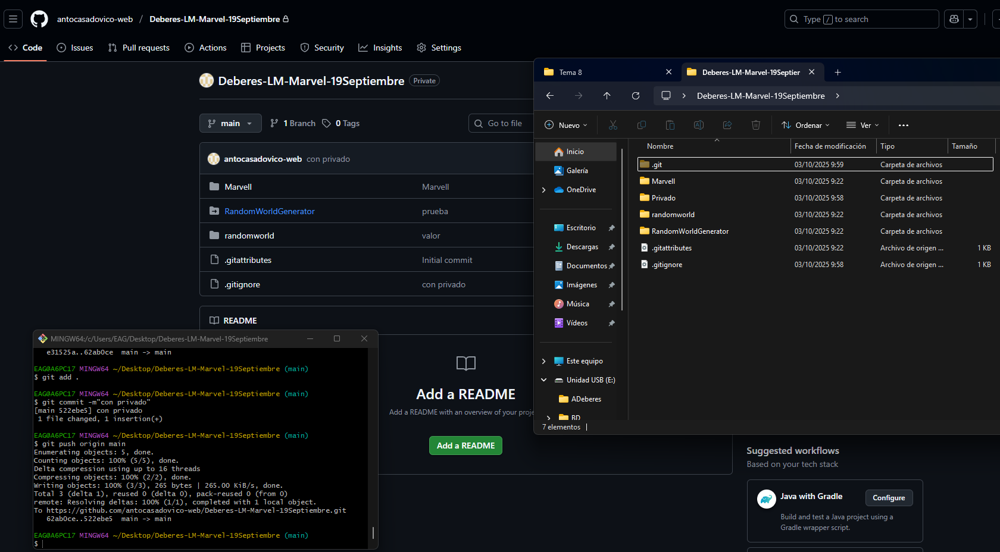 antocasadovico-web / Deberes-LM-Marvel-19Septiembre
Type / to search
Code Issues Pull requests Actions Projects Security Insights Settings
Deberes-LM-Marvel-19Septiembre Private
main 1 Branch 0 Tags Go to file
antocasadovico-web con privado
Marvell Marvell
RandomWorldGenerator prueba
randomworld valor
.gitattributes Initial commit
.gitignore con privado
README
Add a README
Add a README with an overview of your proje
Add a README
Suggested workflows
Based on your tech stack
Java with Gradle
Configure
Build and test a Java project using a
Gradle wrapper script.
Tema 8
Deberes-LM-Marvel-19Septier
Deberes-LM-Marvel-19Septiembre
Nuevo Ordenar Ver
Inicio
Galería
OneDrive
Escritorio
Descargas
Documentos
Imágenes
Música
Vídeos
Este equipo
Unidad USB (E:)
ADeberes
BD
7 elementos
Nombre Fecha de modificación Tipo Tamaño
.git 03/10/2025 9:59 Carpeta de archivos
Marvell 03/10/2025 9:22 Carpeta de archivos
Privado 03/10/2025 9:58 Carpeta de archivos
randomworld 03/10/2025 9:22 Carpeta de archivos
RandomWorldGenerator 03/10/2025 9:22 Carpeta de archivos
.gitattributes 03/10/2025 9:22 Archivo de origen ... 1 KB
.gitignore 03/10/2025 9:58 Archivo de origen ... 1 KB
MINGW64:/c/Users/EAG/Desktop/Deberes-LM-Marvel-19Septiembre
e31525a..62ab0ce main -> main
EAG@A6PC17 MINGW64 ~/Desktop/Deberes-LM-Marvel-19Septiembre (main)
$ git add .
EAG@A6PC17 MINGW64 ~/Desktop/Deberes-LM-Marvel-19Septiembre (main)
$ git commit -m"con privado"
[main 522ebe5] con privado
1 file changed, 1 insertion(+)
EAG@A6PC17 MINGW64 ~/Desktop/Deberes-LM-Marvel-19Septiembre (main)
$ git push origin main
Enumerating objects: 5, done.
Counting objects: 100% (5/5), done.
Delta compression using up to 16 threads
Compressing objects: 100% (2/2), done.
Writing objects: 100% (3/3), 265 bytes | 265.00 KiB/s, done.
Total 3 (delta 1), reused 0 (delta 0), pack-reused 0 (from 0)
remote: Resolving deltas: 100% (1/1), completed with 1 local object.
To https://github.com/antocasadovico-web/Deberes-LM-Marvel-19Septiembre.git
62ab0ce..522ebe5 main -> main
EAG@A6PC17 MINGW64 ~/Desktop/Deberes-LM-Marvel-19Septiembre (main)
$